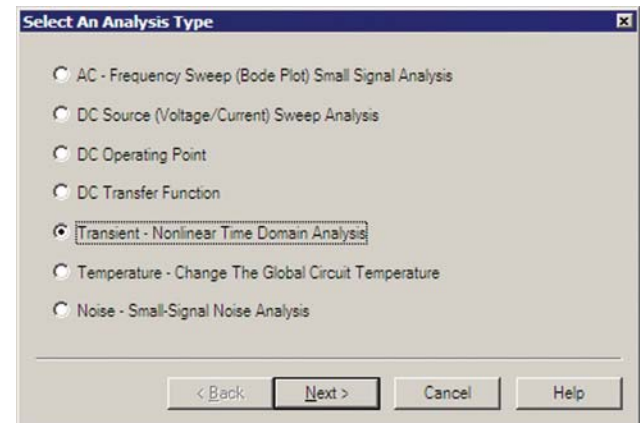 Select An Analysis Type
AC - Frequency Sweep (Bode Plot) Small Signal Analysis
DC Source (Voltage/Current) Sweep Analysis
DC Operating Point
DC Transfer Function
Transient - Nonlinear Time Domain Analysis
Temperature - Change The Global Circuit Temperature
Noise - Small-Signal Noise Analysis
< Back Next > Cancel Help